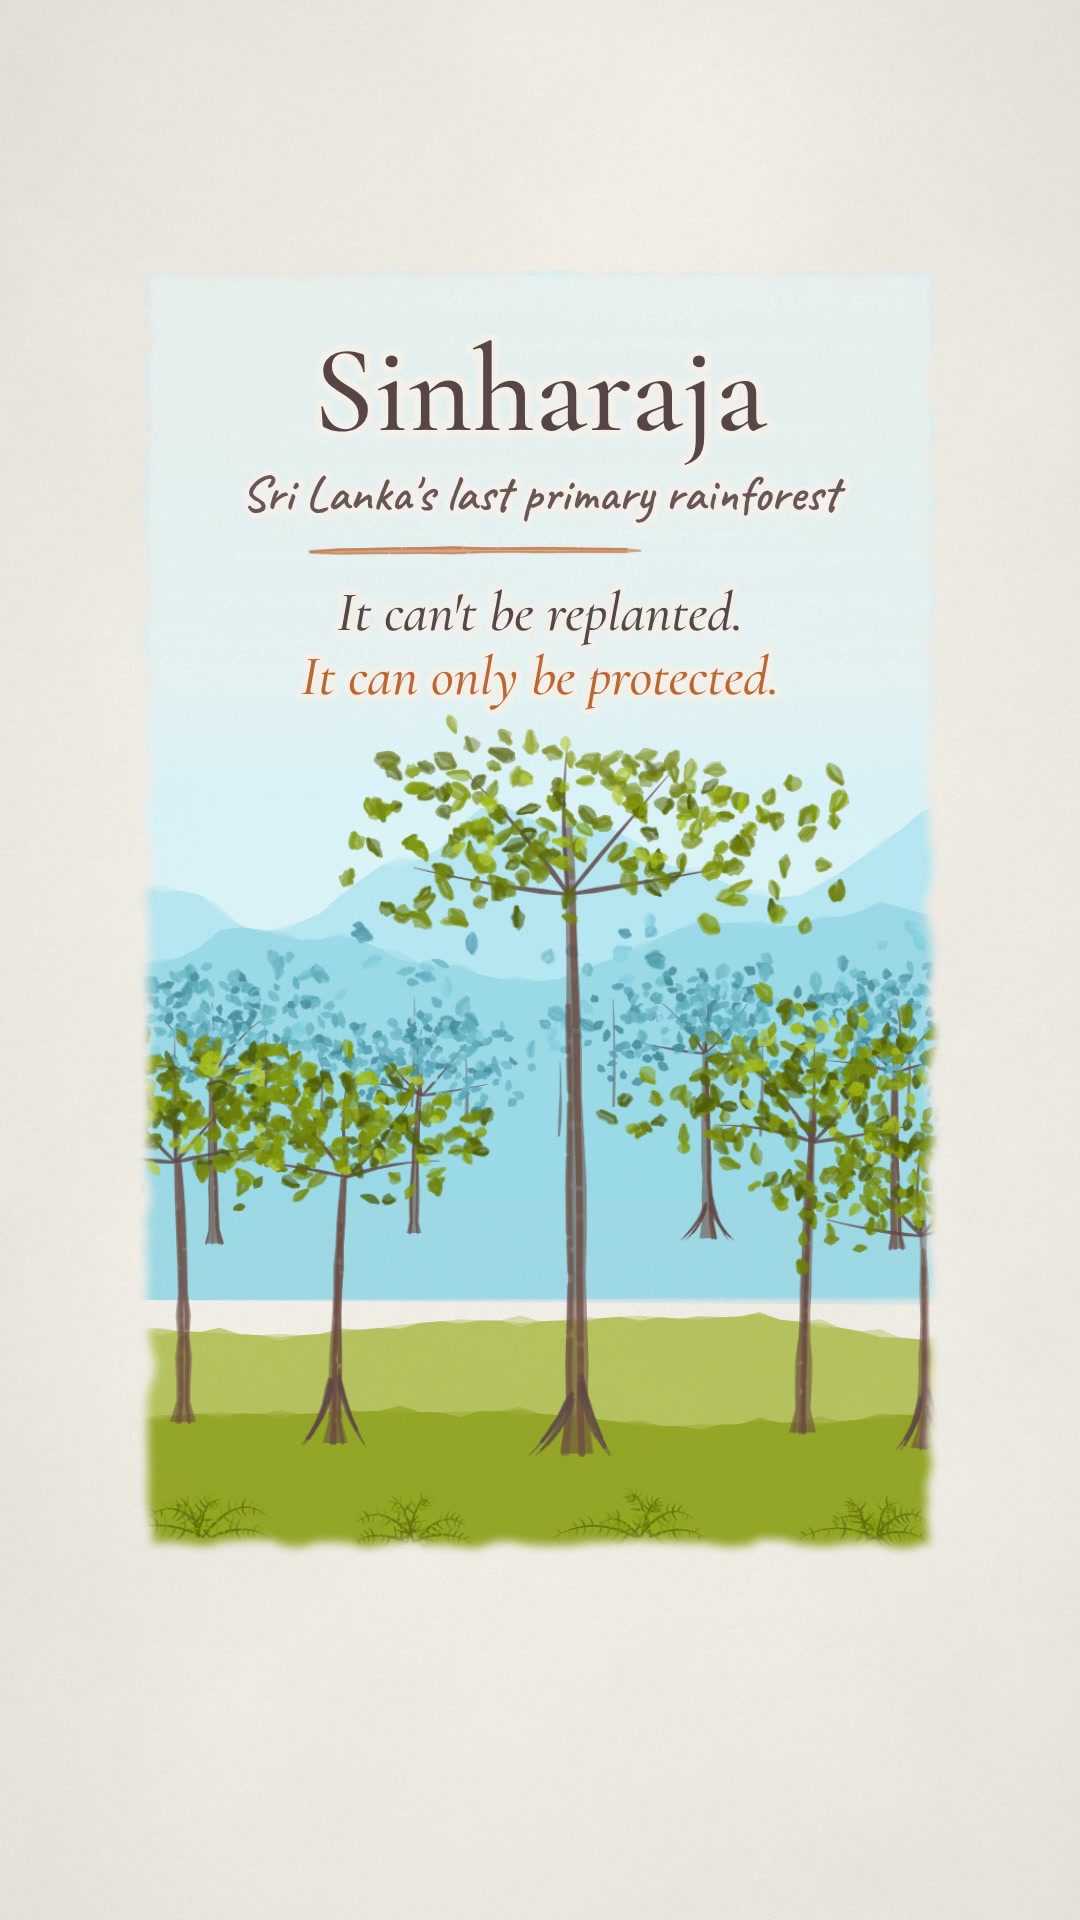 Sinharaja
Sri Lanka's last primary rainforest
It can't be replanted.
It can only be protected.